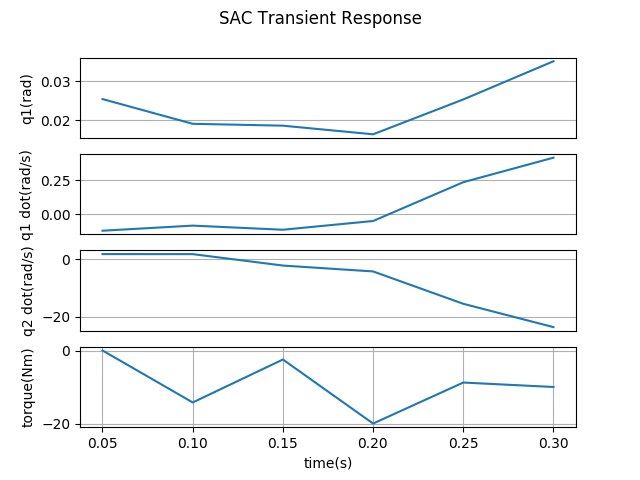 SAC Transient Response
q1(rad)
0.03
0.02
q1 dot(rad/s)
0.25
0.00
q2 dot(rad/s)
0
−20
torque(Nm)
0
−20
0.05 0.10 0.15 0.20 0.25 0.30
time(s)